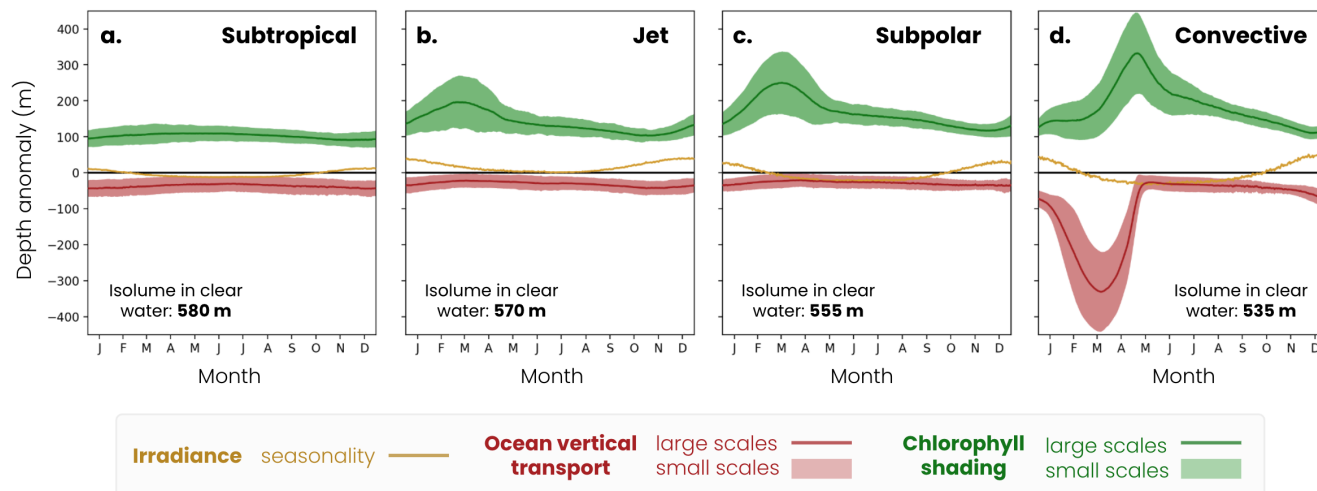 a. Subtropical
b. Jet
c. Subpolar
d. Convective
Depth anomaly (m)
400
300
200
100
0
−100
−200
−300
−400
Isolume in clear
water: 580 m
Isolume in clear
water: 570 m
Isolume in clear
water: 555 m
Isolume in clear
water: 535 m
J F M A M J J A S O N D
J F M A M J J A S O N D
J F M A M J J A S O N D
J F M A M J J A S O N D
Month
Month
Month
Month
Irradiance seasonality
Ocean vertical
transport
large scales
small scales
Chlorophyll
shading
large scales
small scales